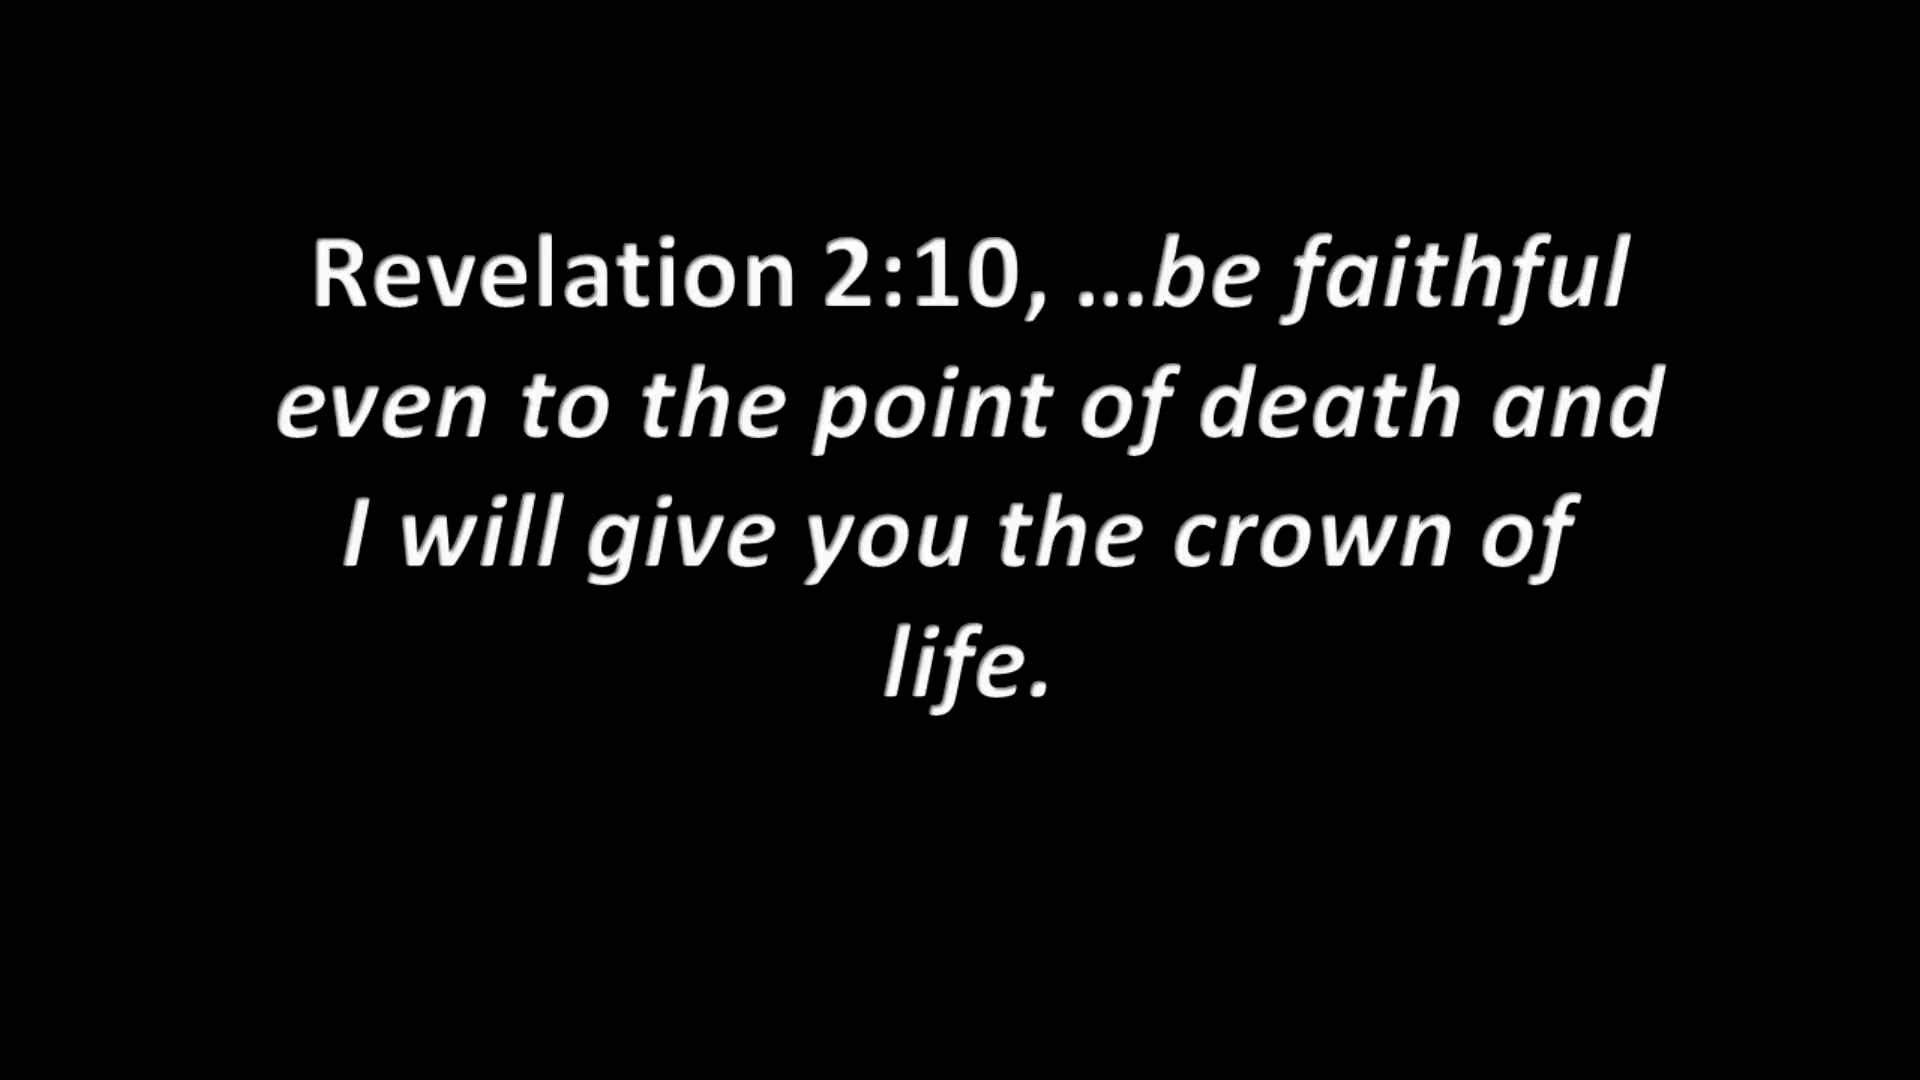 Revelation 2:10, ...be faithful
even to the point of death and
I will give you the crown of
life.